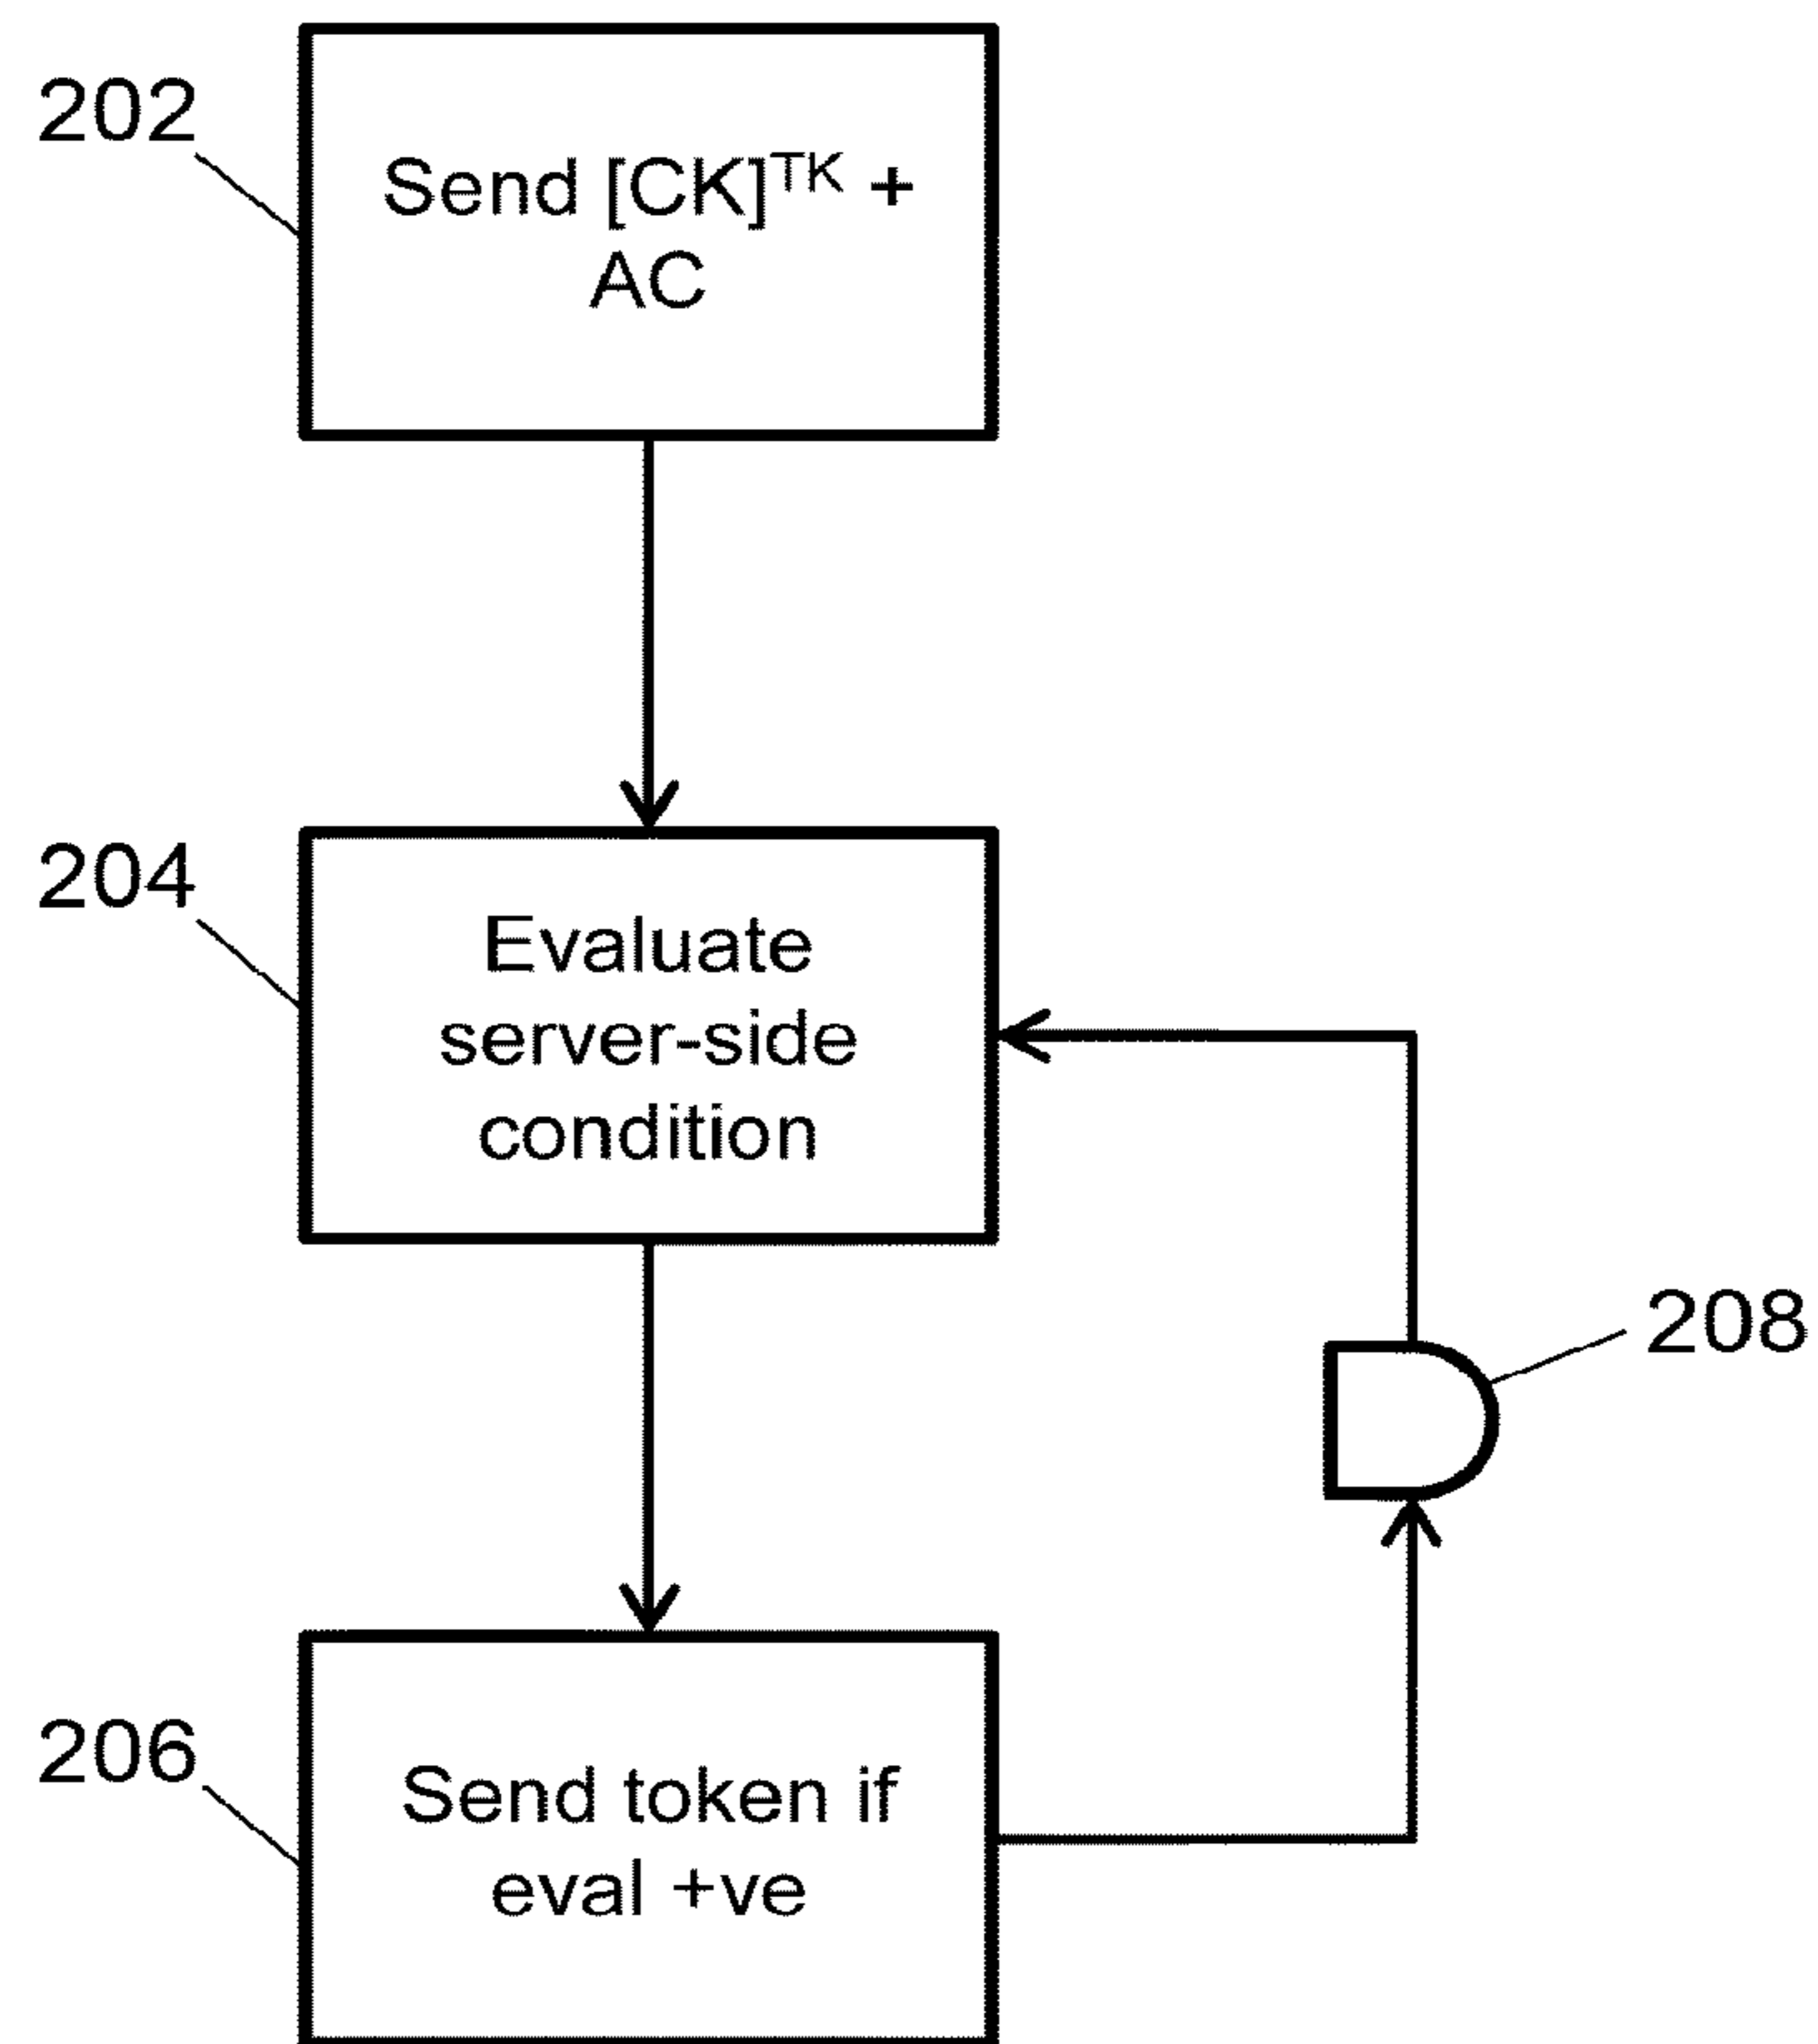 202
Send [CK]^TK +
AC
204
Evaluate
server-side
condition
208
206
Send token if
eval +ve